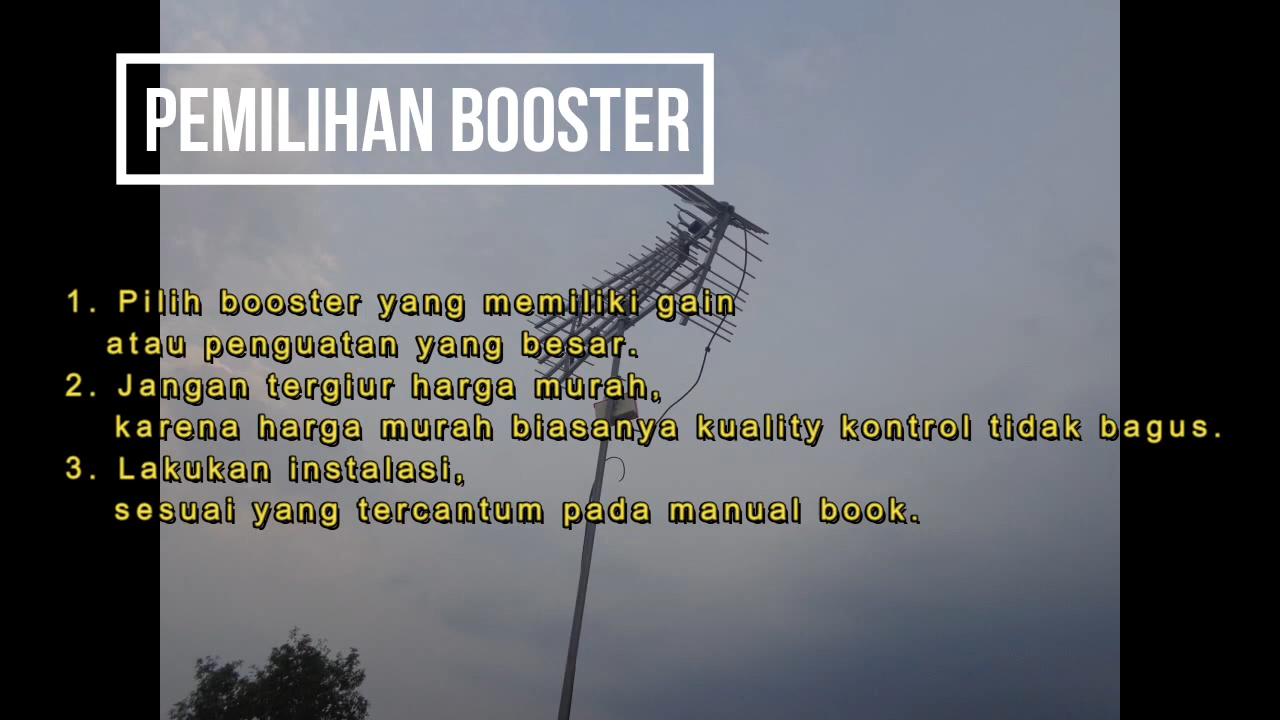 PEMILIHAN BOOSTER
1. Pilih booster yang memiliki gain
atau penguatan yang besar.
2. Jangan tergiur harga murah,
karena harga murah biasanya kuality kontrol tidak bagus.
3. Lakukan instalasi,
sesuai yang tercantum pada manual book.